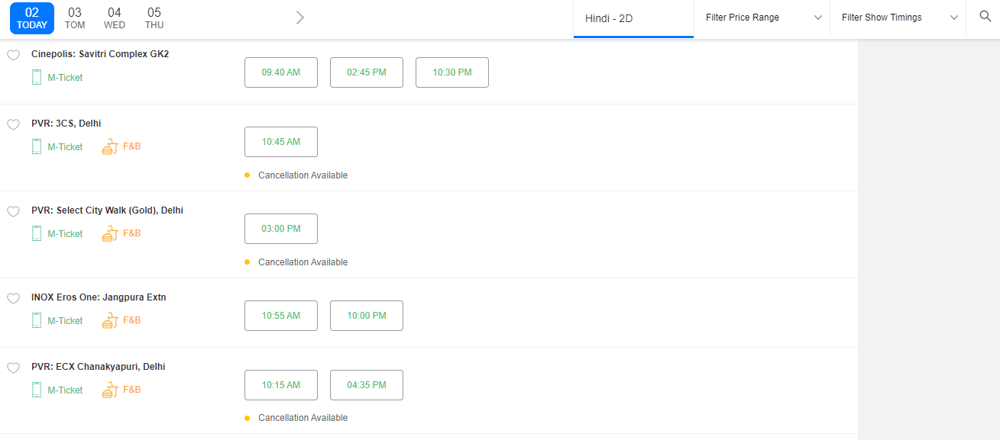 02 03 04 05
TODAY TOM WED THU
Hindi - 2D Filter Price Range Filter Show Timings
Cinepolis: Savitri Complex GK2
M-Ticket
09:40 AM 02:45 PM 10:30 PM
PVR: 3CS, Delhi
M-Ticket F&B
10:45 AM
Cancellation Available
PVR: Select City Walk (Gold), Delhi
M-Ticket F&B
03:00 PM
Cancellation Available
INOX Eros One: Jangpura Extn
M-Ticket F&B
10:55 AM 10:00 PM
PVR: ECX Chanakyapuri, Delhi
M-Ticket F&B
10:15 AM 04:35 PM
Cancellation Available